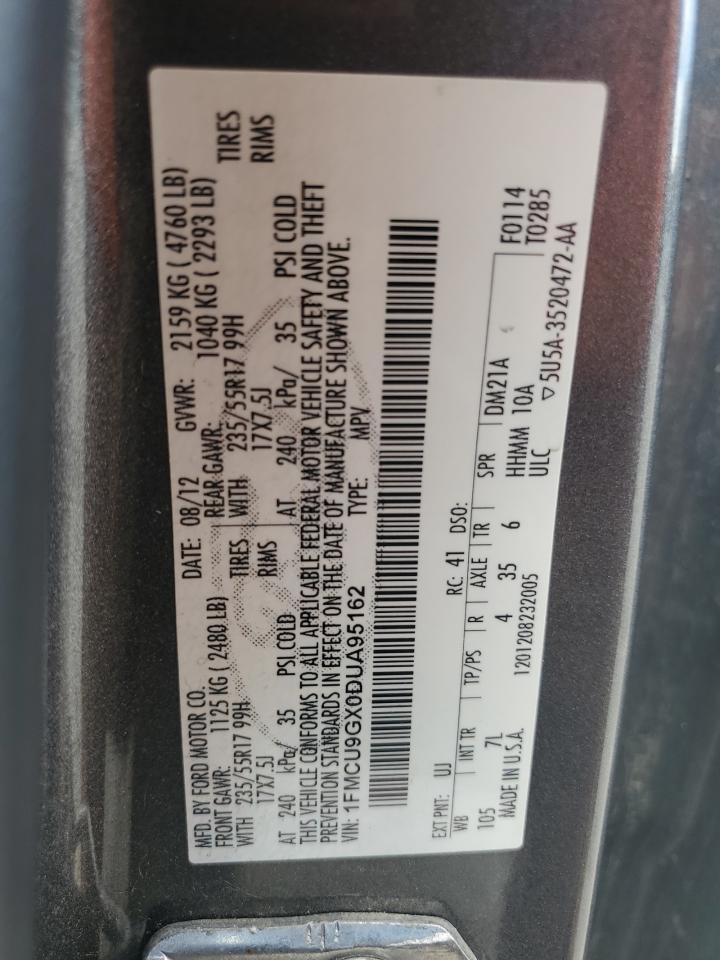 MFD. BY FORD MOTOR CO. DATE: 08/12 GVWR: 2159 KG ( 4760 LB)
FRONT GAWR: 1125 KG ( 2480 LB) REAR GAWR: 1040 KG ( 2293 LB)
WITH 235/55R17 99H TIRES WITH 235/55R17 99H TIRES
17X7.5J RIMS 17X7.5J RIMS
AT 240 kPa/ 35 PSI COLD AT 240 kPa/ 35 PSI COLD
THIS VEHICLE CONFORMS TO ALL APPLICABLE FEDERAL MOTOR VEHICLE SAFETY AND THEFT
PREVENTION STANDARDS IN EFFECT ON THE DATE OF MANUFACTURE SHOWN ABOVE.
VIN: 1FMCU9GX0DUA95162 TYPE: MPV
EXT PNT: UJ RC: 41 DSO: F0114
WB INT TR TP/PS R AXLE TR SPR DM21A T0285
105 7L 4 35 6 HHMM 10A
MADE IN U.S.A. 1201208232005 ULC ▽5U5A-3520472-AA